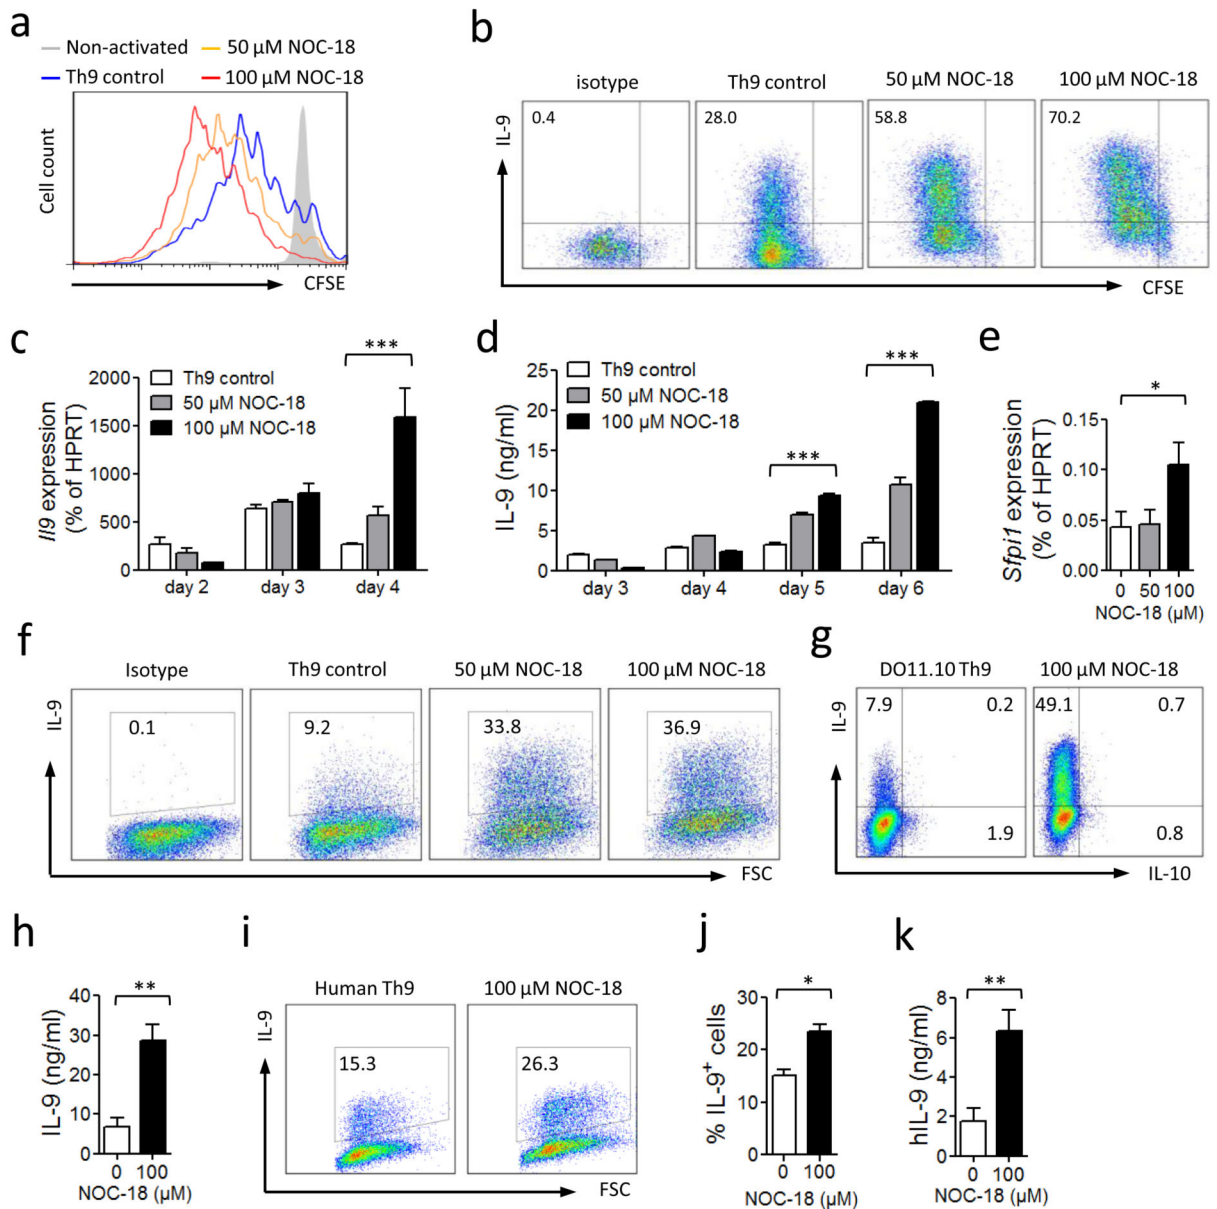 a
Non-activated
50 µM NOC-18
Th9 control
100 µM NOC-18
Cell count
CFSE
b
isotype
Th9 control
50 µM NOC-18
100 µM NOC-18
IL-9
0.4
28.0
58.8
70.2
CFSE
c
***
Th9 control
50 µM NOC-18
100 µM NOC-18
Il9 expression
(% of HPRT)
2000
1500
1000
500
0
day 2
day 3
day 4
d
Th9 control
50 µM NOC-18
100 µM NOC-18
***
***
IL-9 (ng/ml)
25
20
15
10
5
0
day 3
day 4
day 5
day 6
e
*
Sfpi1 expression
(% of HPRT)
0.15
0.10
0.05
0.00
0 50 100
NOC-18 (µM)
f
Isotype
Th9 control
50 µM NOC-18
100 µM NOC-18
IL-9
0.1
9.2
33.8
36.9
FSC
g
DO11.10 Th9
100 µM NOC-18
IL-9
7.9
0.2
49.1
0.7
1.9
0.8
IL-10
h
**
IL-9 (ng/ml)
40
30
20
10
0
0 100
NOC-18 (µM)
i
Human Th9
100 µM NOC-18
IL-9
15.3
26.3
FSC
j
*
% IL-9+ cells
30
20
10
0
0 100
NOC-18 (µM)
k
**
hIL-9 (ng/ml)
8
6
4
2
0
0 100
NOC-18 (µM)